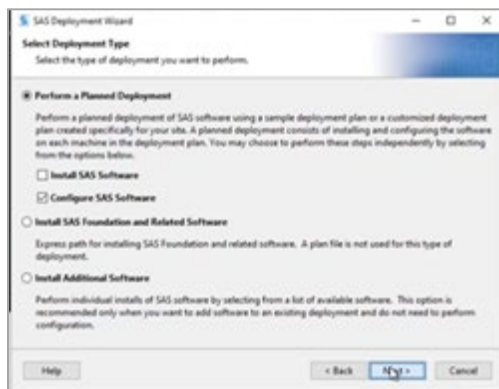 SAS Deployment Wizard
Select Deployment Type
Select the type of deployment you want to perform.
Perform a Planned Deployment
Perform a planned deployment of SAS software using a sample deployment plan or a customized deployment
plan created specifically for your site. A planned deployment consists of installing and configuring the software
on each machine in the deployment plan. You may choose to perform these steps independently by selecting
from the options below.
Install SAS Software
Configure SAS Software
Install SAS Foundation and Related Software
Express path for installing SAS Foundation and related software. A plan file is not used for this type of
deployment.
Install Additional Software
Perform individual installs of SAS software by selecting from a list of available software. This option is
recommended only when you want to add software to an existing deployment and do not need to perform
configuration.
Help
< Back
Next >
Cancel